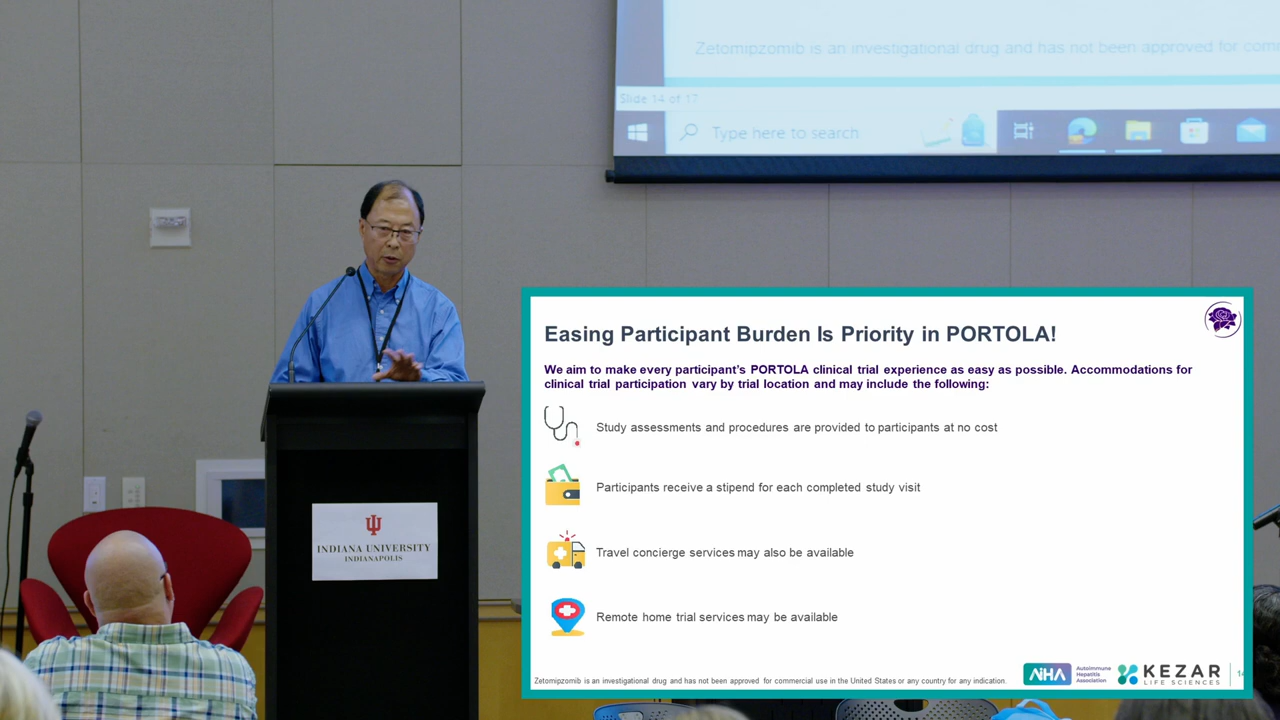 Zetomipzomib is an investigational drug and has not been approved for com
Slide 14 of 17
Type here to search
INDIANA UNIVERSITY
INDIANAPOLIS
Easing Participant Burden Is Priority in PORTOLA!
We aim to make every participant's PORTOLA clinical trial experience as easy as possible. Accommodations for
clinical trial participation vary by trial location and may include the following:
Study assessments and procedures are provided to participants at no cost
Participants receive a stipend for each completed study visit
Travel concierge services may also be available
Remote home trial services may be available
Zetomipzomib is an investigational drug and has not been approved for commercial use in the United States or any country for any indication.
AIHA
Autoimmune
Hepatitis
Association
KEZAR
LIFE SCIENCES
14